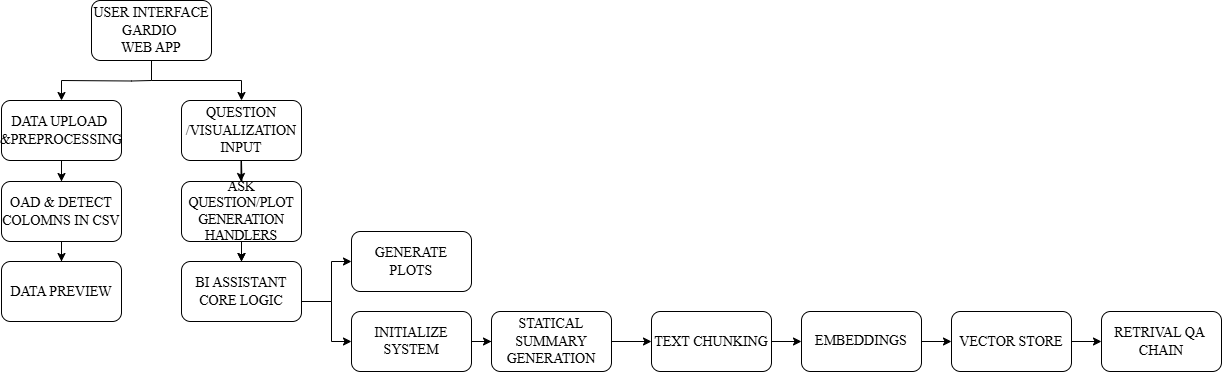 USER INTERFACE
GARDIO
WEB APP
DATA UPLOAD
&PREPROCESSING
QUESTION
/VISUALIZATION
INPUT
OAD & DETECT
COLOMNS IN CSV
ASK
QUESTION/PLOT
GENERATION
HANDLERS
DATA PREVIEW
BI ASSISTANT
CORE LOGIC
GENERATE
PLOTS
INITIALIZE
SYSTEM
STATICAL
SUMMARY
GENERATION
TEXT CHUNKING
EMBEDDINGS
VECTOR STORE
RETRIVAL QA
CHAIN